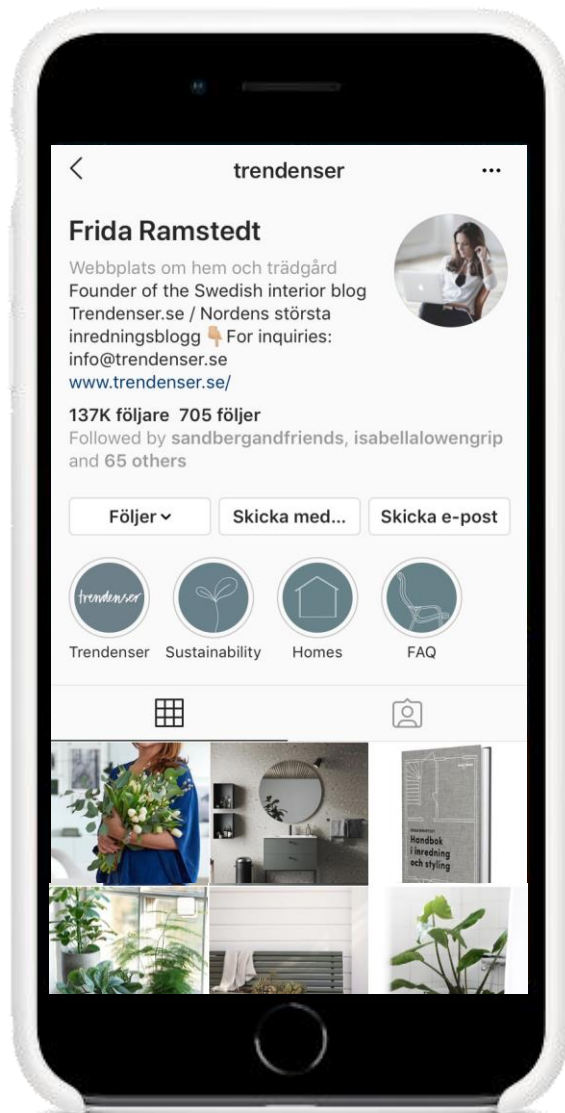 trendenser
...
Frida Ramstedt
Webbplats om hem och trädgård
Founder of the Swedish interior blog
Trendenser.se / Nordens största
inredningsblogg 👇🏼For inquiries:
info@trendenser.se
www.trendenser.se/
137K följare 705 följer
Followed by sandbergandfriends, isabellalowengrip
and 65 others
Följer
Skicka med...
Skicka e-post
trendenser
Trendenser
Sustainability
Homes
FAQ
Handbok
i inredning
och styling